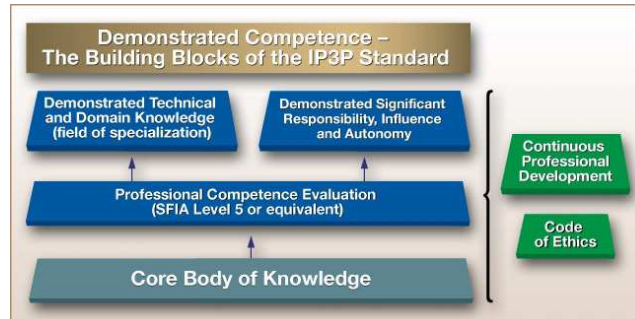 Demonstrated Competence –
The Building Blocks of the IP3P Standard
Demonstrated Technical
and Domain Knowledge
(field of specialization)
Demonstrated Significant
Responsibility, Influence
and Autonomy
Continuous
Professional
Development
Professional Competence Evaluation
(SFIA Level 5 or equivalent)
Code
of Ethics
Core Body of Knowledge